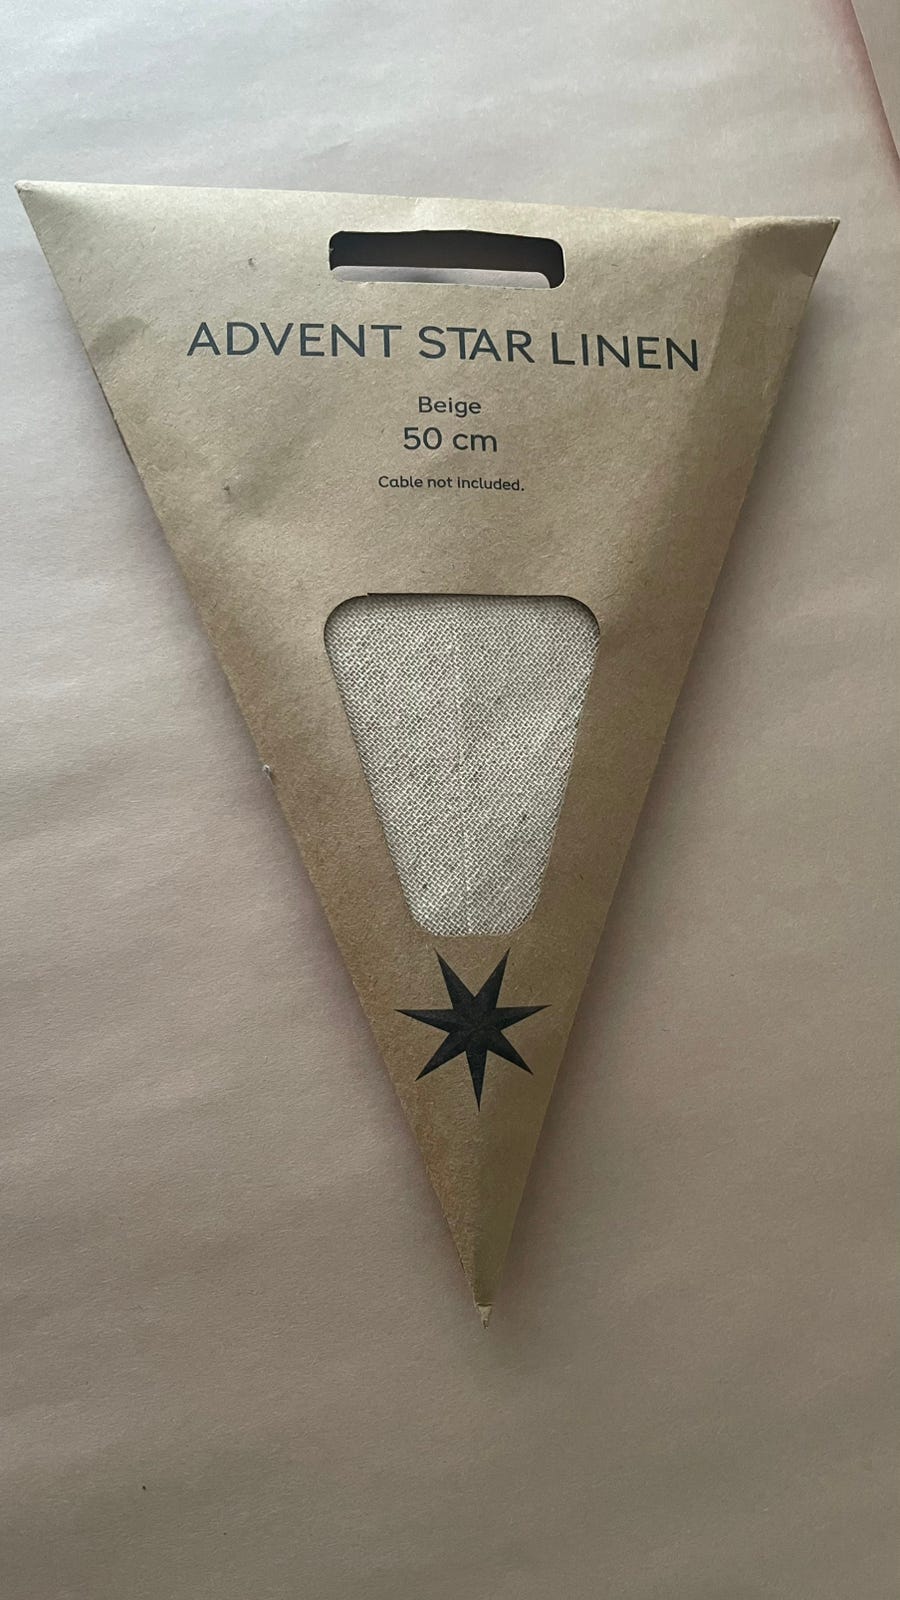 ADVENT STAR LINEN
Beige
50 cm
Cable not included.